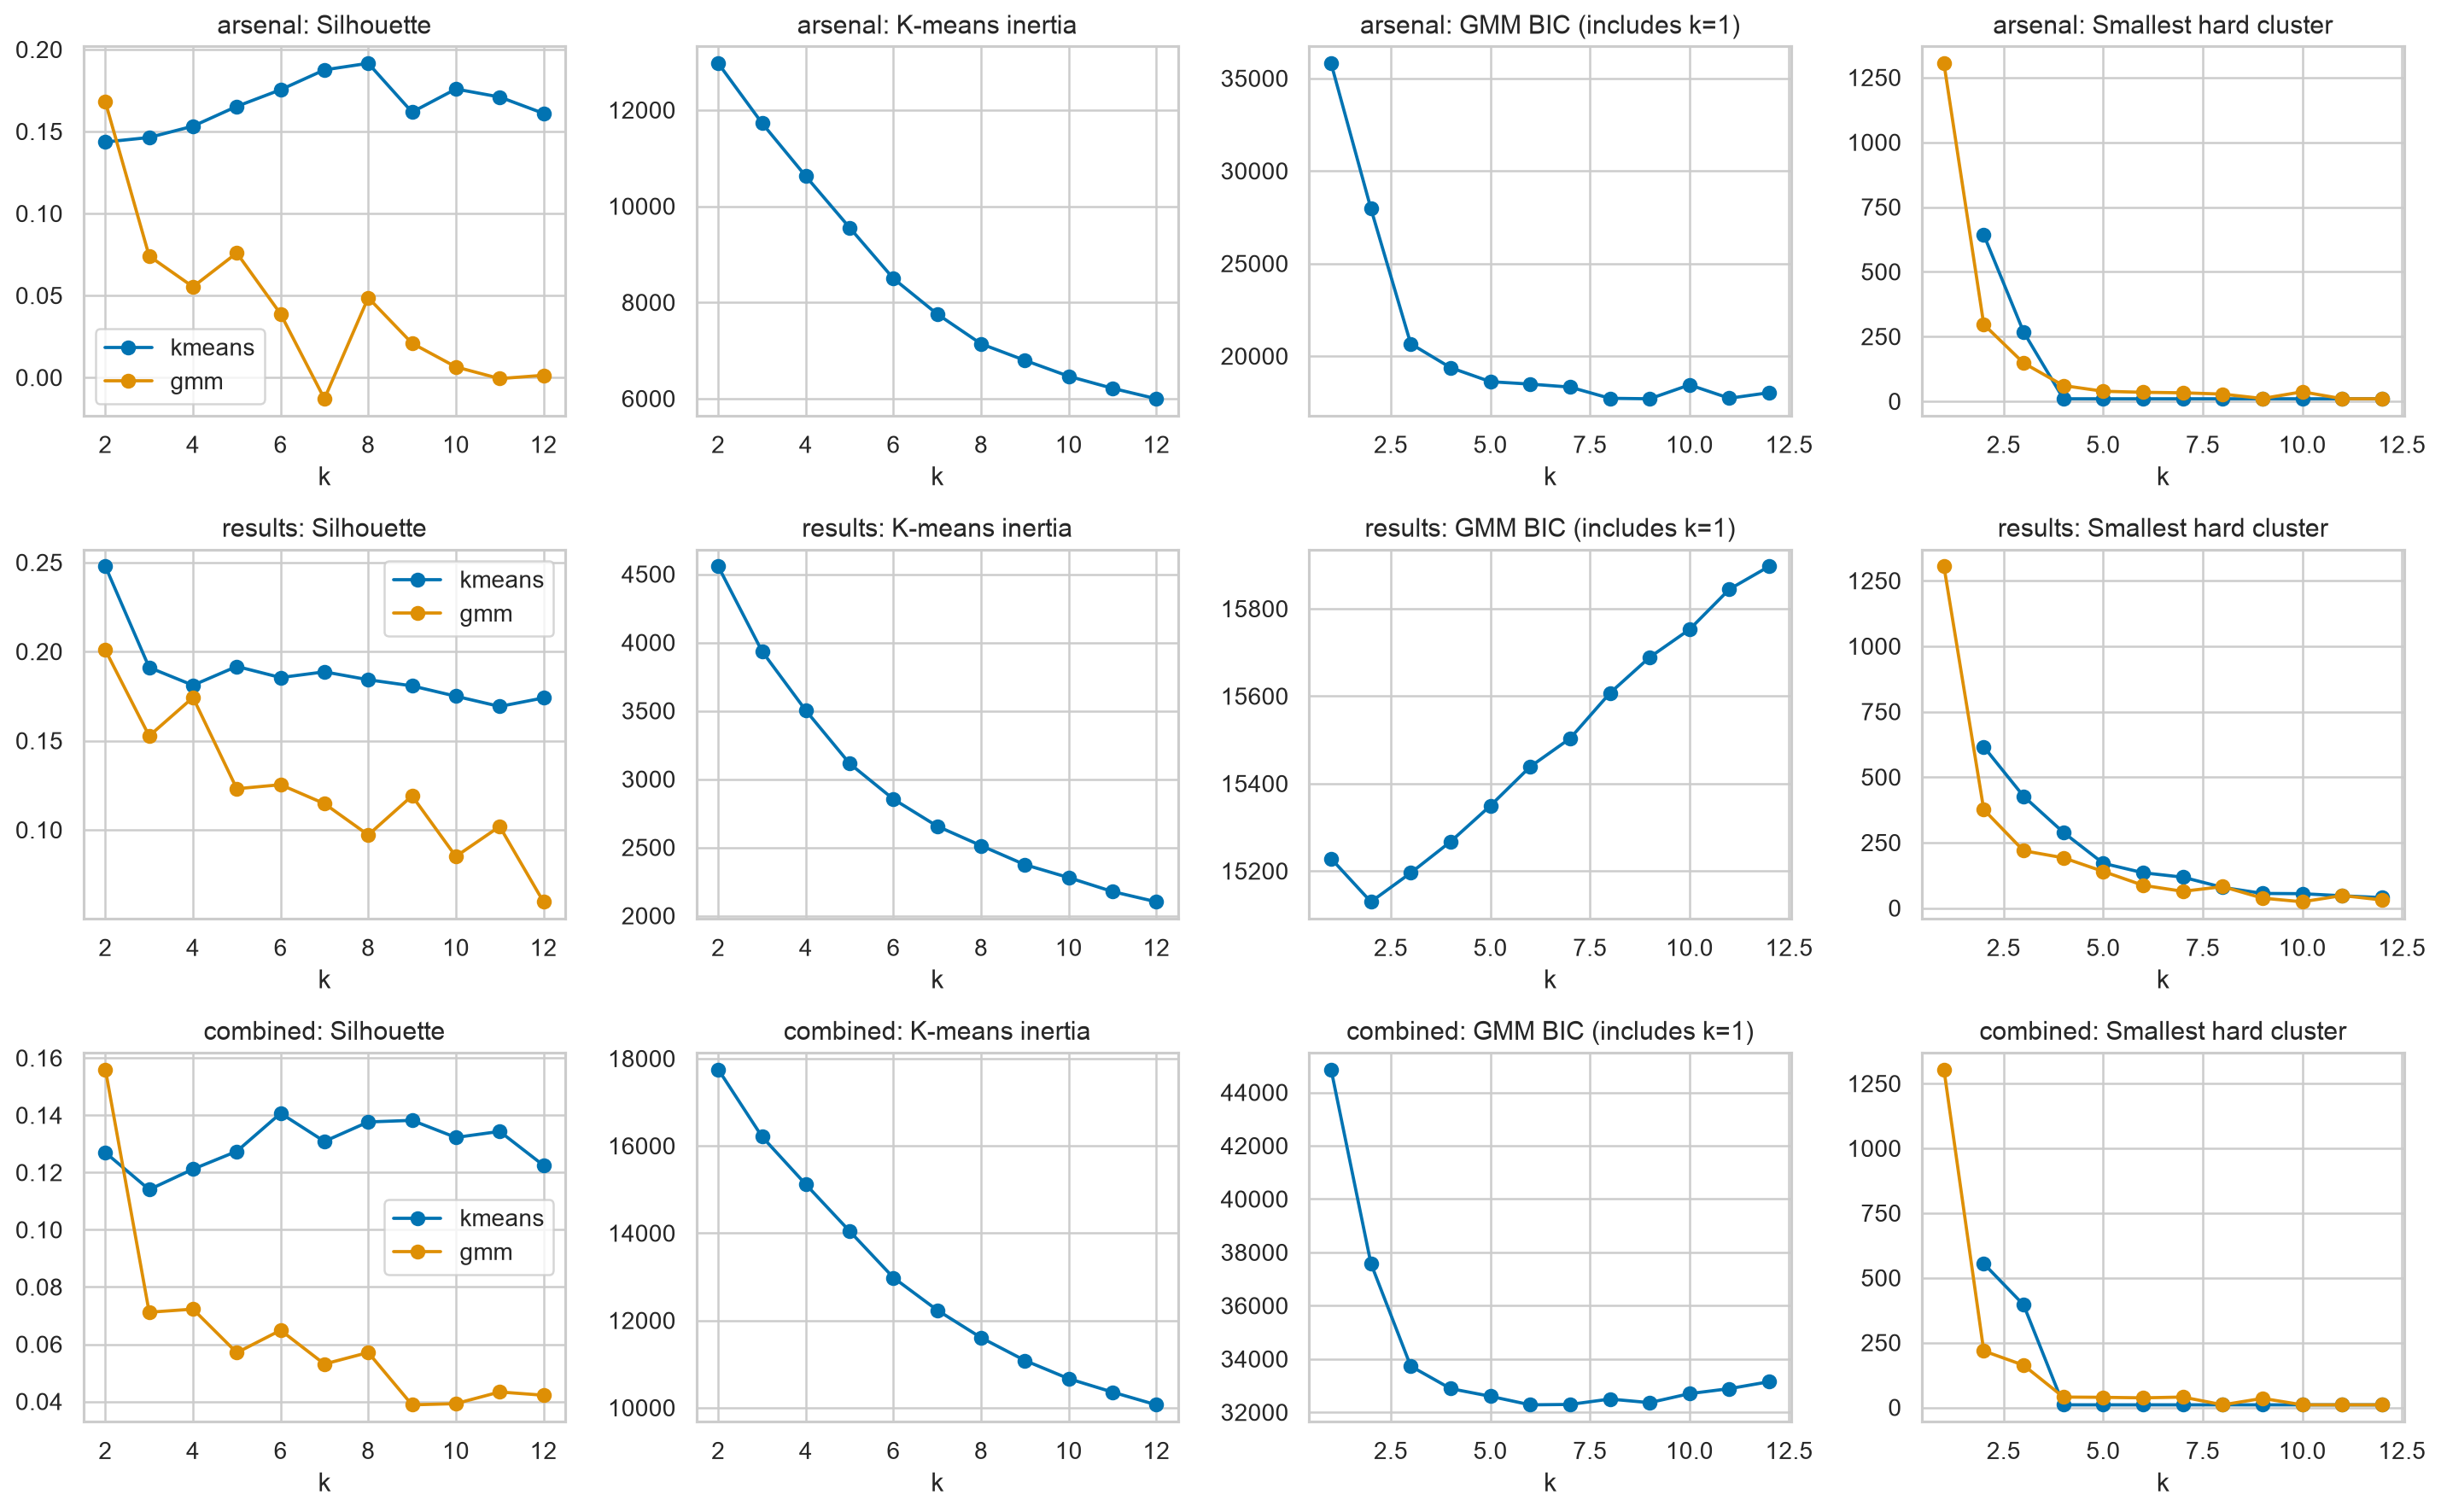 arsenal: Silhouette
0.20
0.15
0.10
0.05
0.00
kmeans
gmm
2 4 6 8 10 12
k
arsenal: K-means inertia
12000
10000
8000
6000
2 4 6 8 10 12
k
arsenal: GMM BIC (includes k=1)
35000
30000
25000
20000
2.5 5.0 7.5 10.0 12.5
k
arsenal: Smallest hard cluster
1250
1000
750
500
250
0
2.5 5.0 7.5 10.0 12.5
k
results: Silhouette
0.25
0.20
0.15
0.10
kmeans
gmm
2 4 6 8 10 12
k
results: K-means inertia
4500
4000
3500
3000
2500
2000
2 4 6 8 10 12
k
results: GMM BIC (includes k=1)
15800
15600
15400
15200
2.5 5.0 7.5 10.0 12.5
k
results: Smallest hard cluster
1250
1000
750
500
250
0
2.5 5.0 7.5 10.0 12.5
k
combined: Silhouette
0.16
0.14
0.12
0.10
0.08
0.06
0.04
kmeans
gmm
2 4 6 8 10 12
k
combined: K-means inertia
18000
16000
14000
12000
10000
2 4 6 8 10 12
k
combined: GMM BIC (includes k=1)
44000
42000
40000
38000
36000
34000
32000
2.5 5.0 7.5 10.0 12.5
k
combined: Smallest hard cluster
1250
1000
750
500
250
0
2.5 5.0 7.5 10.0 12.5
k